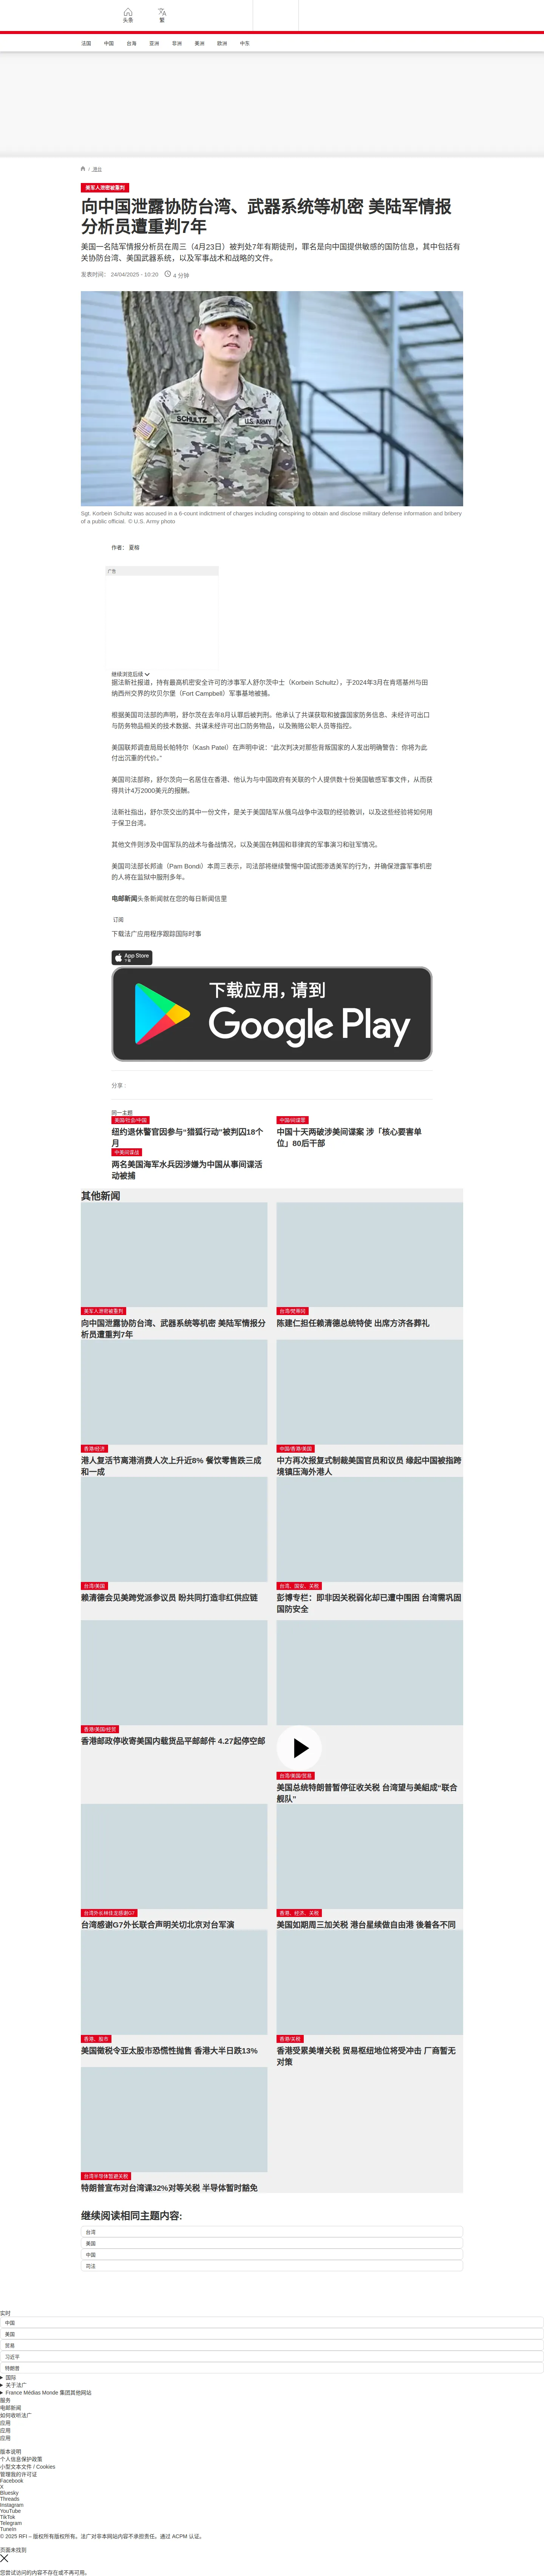 头条
繁
法国
中国
台海
亚洲
非洲
美洲
欧洲
中东
/ 港台
美军人泄密被重判
向中国泄露协防台湾、武器系统等机密 美陆军情报
分析员遭重判7年
美国一名陆军情报分析员在周三（4月23日）被判处7年有期徒刑，罪名是向中国提供敏感的国防信息，其中包括有
关协防台湾、美国武器系统，以及军事战术和战略的文件。
发表时间： 24/04/2025 - 10:20
4 分钟
SCHULTZ
U.S. ARMY
Sgt. Korbein Schultz was accused in a 6-count indictment of charges including conspiring to obtain and disclose military defense information and bribery
of a public official. © U.S. Army photo
作者： 夏榕
广告
继续浏览后续
据法新社报道，持有最高机密安全许可的涉事军人舒尔茨中士（Korbein Schultz），于2024年3月在肯塔基州与田
纳西州交界的坎贝尔堡（Fort Campbell）军事基地被捕。
根据美国司法部的声明，舒尔茨在去年8月认罪后被判刑。他承认了共谋获取和披露国家防务信息、未经许可出口
与防务物品相关的技术数据、共谋未经许可出口防务物品，以及贿赂公职人员等指控。
美国联邦调查局局长帕特尔（Kash Patel）在声明中说：“此次判决对那些背叛国家的人发出明确警告：你将为此
付出沉重的代价。”
美国司法部称，舒尔茨向一名居住在香港、他认为与中国政府有关联的个人提供数十份美国敏感军事文件，从而获
得共计4万2000美元的报酬。
法新社指出，舒尔茨交出的其中一份文件，是关于美国陆军从俄乌战争中汲取的经验教训，以及这些经验将如何用
于保卫台湾。
其他文件则涉及中国军队的战术与备战情况，以及美国在韩国和菲律宾的军事演习和驻军情况。
美国司法部长邦迪（Pam Bondi）本周三表示，司法部将继续警惕中国试图渗透美军的行为，并确保泄露军事机密
的人将在监狱中服刑多年。
电邮新闻头条新闻就在您的每日新闻信里
订阅
下载法广应用程序跟踪国际时事
App Store
下载
下载应用，请到
Google Play
分享：
同一主题
美国/社会/中国
纽约退休警官因参与“猎狐行动”被判囚18个
月
中国/间谍罪
中国十天两破涉美间谍案 涉「核心要害单
位」80后干部
中美间谍战
两名美国海军水兵因涉嫌为中国从事间谍活
动被捕
其他新闻
美军人泄密被重判
向中国泄露协防台湾、武器系统等机密 美陆军情报分
析员遭重判7年
台湾/梵蒂冈
陈建仁担任赖清德总统特使 出席方济各葬礼
香港/经济
港人复活节离港消费人次上升近8% 餐饮零售跌三成
和一成
中国/香港/美国
中方再次报复式制裁美国官员和议员 缘起中国被指跨
境镇压海外港人
台湾/美国
赖清德会见美跨党派参议员 盼共同打造非红供应链
台湾、国安、关税
彭博专栏：即非因关税弱化却已遭中围困 台湾需巩固
国防安全
香港/美国/经贸
香港邮政停收寄美国内载货品平邮邮件 4.27起停空邮
台湾/美国/贸易
美国总统特朗普暂停征收关税 台湾望与美組成“联合
舰队”
台湾外长林佳龙感谢G7
台湾感谢G7外长联合声明关切北京对台军演
香港、经济、关税
美国如期周三加关税 港台星续做自由港 後着各不同
香港、股市
美国徵税令亚太股市恐慌性抛售 香港大半日跌13%
香港/关税
香港受累美增关税 贸易枢纽地位将受冲击 厂商暂无
对策
台湾半导体暂避关税
特朗普宣布对台湾课32%对等关税 半导体暂时豁免
继续阅读相同主题内容:
台湾
美国
中国
司法
实时
中国
美国
贸易
习近平
特朗普
国际
关于法广
France Médias Monde 集团其他网站
服务
电邮新闻
如何收听法广
应用
应用
应用
版本说明
个人信息保护政策
小型文本文件 / Cookies
管理我的许可证
Facebook
X
Bluesky
Threads
Instagram
YouTube
TikTok
Telegram
TuneIn
© 2025 RFI – 版权所有版权所有。法广对非本网站内容不承担责任。通过 ACPM 认证。
页面未找到
您尝试访问的内容不存在或不再可用。